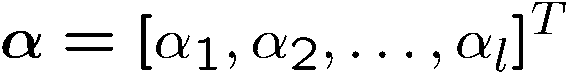 𝜶 = [α₁, α₂, . . . , αₗ]ᵀ